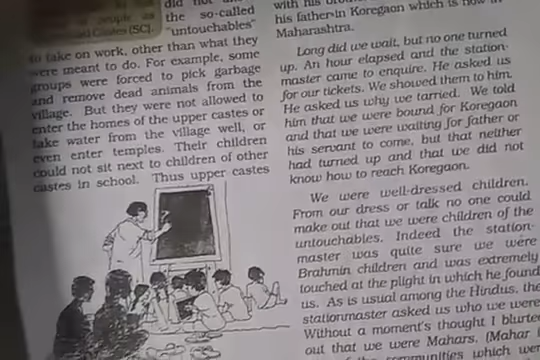 did not
people as the so-called
Castes (SC). "untouchables"
to take on work, other than what they
were meant to do. For example, some
groups were forced to pick garbage
and remove dead animals from the
village. But they were not allowed to
enter the homes of the upper castes or
take water from the village well, or
even enter temples. Their children
could not sit next to children of other
castes in school. Thus upper castes
with his
his father in Koregaon which is now in
Maharashtra.
Long did we wait, but no one turned
up. An hour elapsed and the station-
master came to enquire. He asked us
for our tickets. We showed them to him.
He asked us why we tarried. We told
him that we were bound for Koregaon
and that we were waiting for father or
his servant to come, but that neither
had turned up and that we did not
know how to reach Koregaon.
We were well-dressed children.
From our dress or talk no one could
make out that we were children of the
untouchables. Indeed the station-
master was quite sure we were
Brahmin children and was extremely
touched at the plight in which he found
us. As is usual among the Hindus, the
stationmaster asked us who we were.
Without a moment's thought I blurted
out that we were Mahars. (Mahar
communities which were